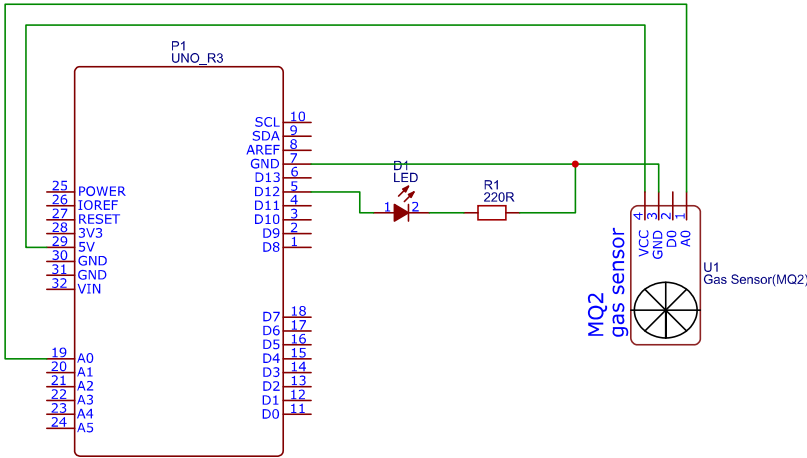 P1
UNO_R3
SCL 10
SDA 9
AREF 8
GND 7
D13 6
D12 5
D11 4
D10 3
D9 2
D8 1
25 POWER
26 IOREF
27 RESET
28 3V3
29 5V
30 GND
31 GND
32 VIN
D7 18
D6 17
D5 16
D4 15
D3 14
D2 13
D1 12
D0 11
19 A0
20 A1
21 A2
22 A3
23 A4
24 A5
D1
LED
1 2
R1
220R
4 3 2 1
VCC GND D0 A0
MQ2
gas sensor
U1
Gas Sensor(MQ2)